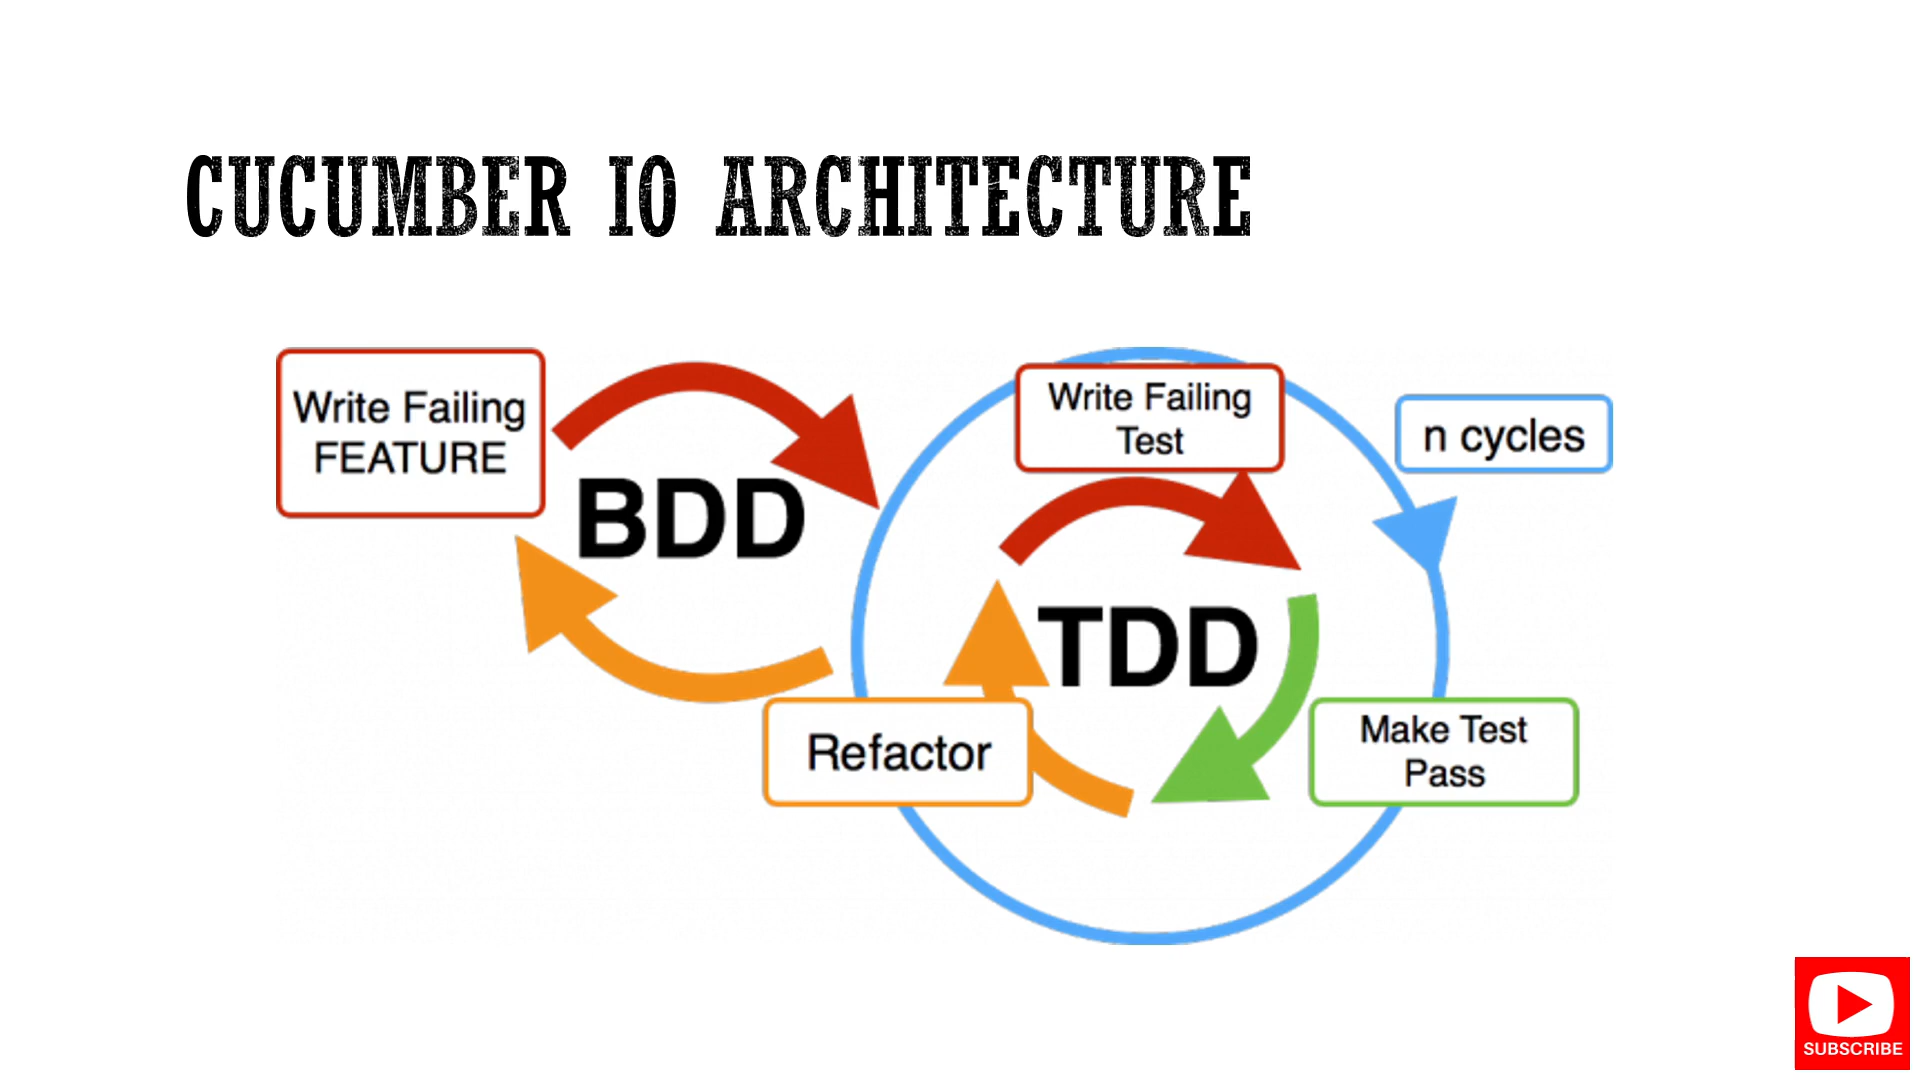 CUCUMBER IO ARCHITECTURE
Write Failing
FEATURE
BDD
Write Failing
Test
n cycles
TDD
Refactor
Make Test
Pass
SUBSCRIBE